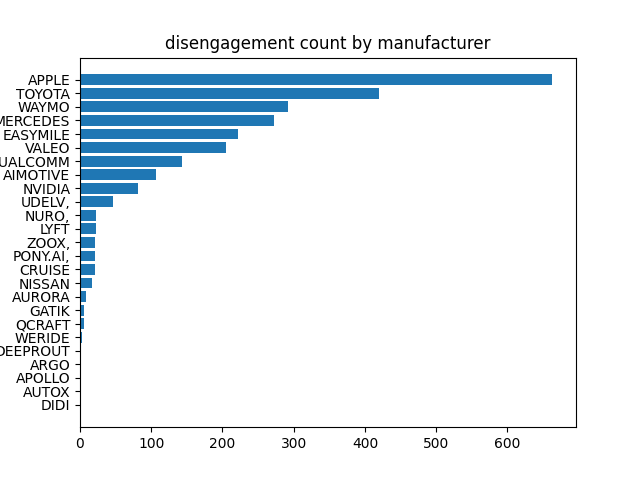 disengagement count by manufacturer
APPLE
TOYOTA
WAYMO
MERCEDES
EASYMILE
VALEO
UALCOMM
AIMOTIVE
NVIDIA
UDELV,
NURO,
LYFT
ZOOX,
PONY.AI,
CRUISE
NISSAN
AURORA
GATIK
QCRAFT
WERIDE
DEEPROUT
ARGO
APOLLO
AUTOX
DIDI
0 100 200 300 400 500 600